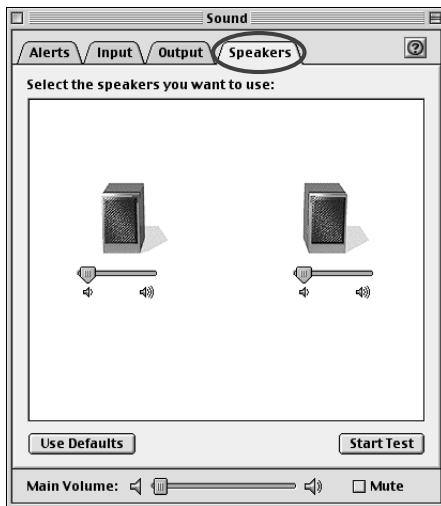 Sound
Alerts Input Output Speakers ?
Select the speakers you want to use:
Use Defaults Start Test
Main Volume: Mute